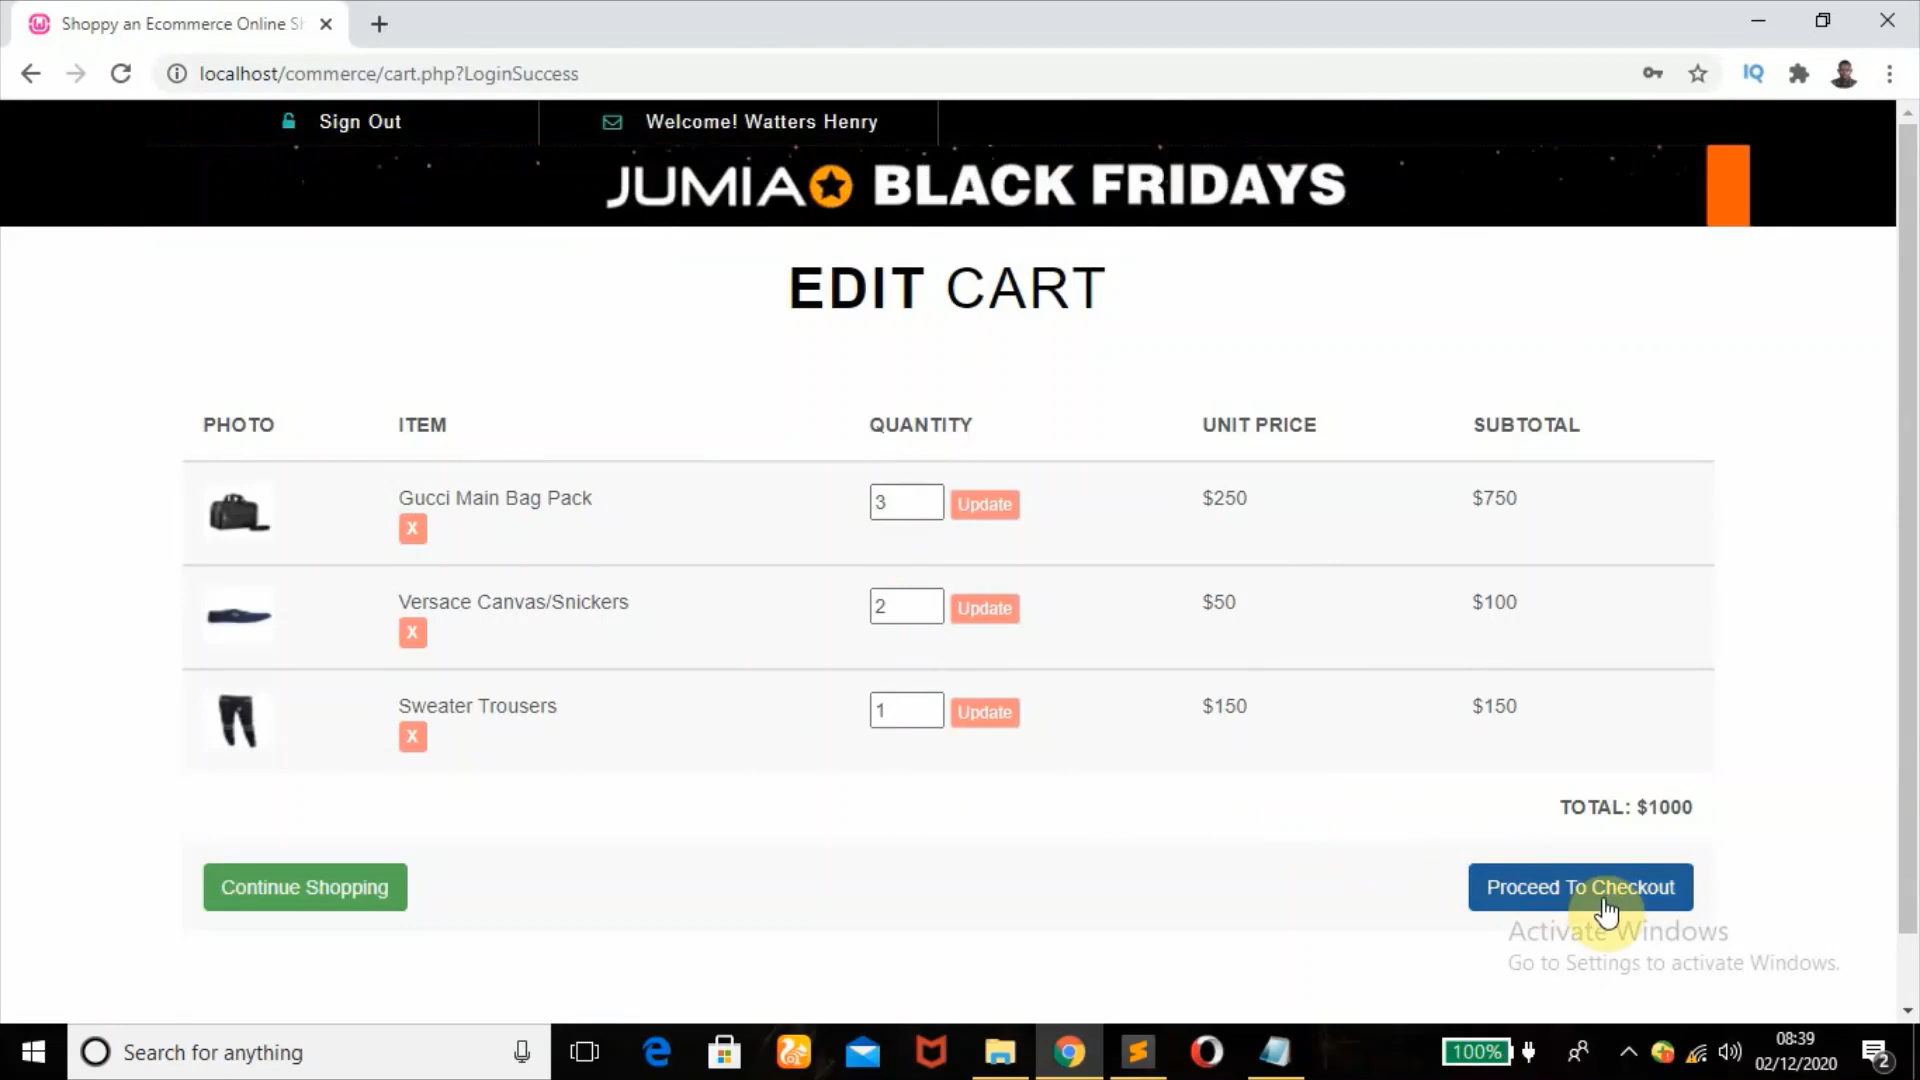 Shoppy an Ecommerce Online Sh
localhost/commerce/cart.php?LoginSuccess
IQ
Sign Out
Welcome! Watters Henry
JUMIA BLACK FRIDAYS
EDIT CART
PHOTO ITEM QUANTITY UNIT PRICE SUBTOTAL
Gucci Main Bag Pack 3 Update $250 $750
X
Versace Canvas/Snickers 2 Update $50 $100
X
Sweater Trousers 1 Update $150 $150
X
TOTAL: $1000
Continue Shopping
Proceed To Checkout
Activate Windows
Go to Settings to activate Windows.
Search for anything
100%
08:39
02/12/2020
2